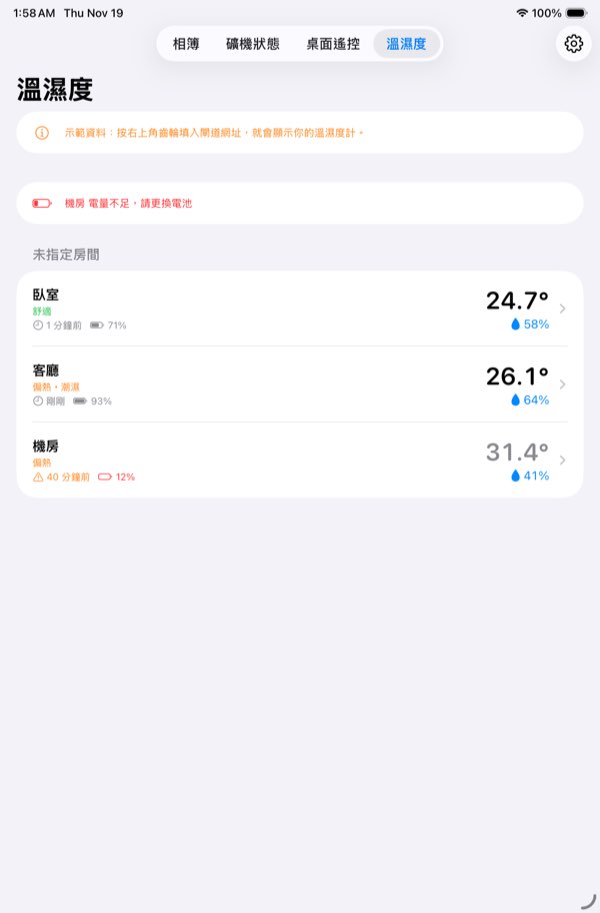 1:58 AM Thu Nov 19 100%
相簿 礦機狀態 桌面遙控 溫濕度
溫濕度
示範資料：按右上角齒輪填入閘道網址，就會顯示你的溫濕度計。
機房 電量不足，請更換電池
未指定房間
臥室
舒適
1 分鐘前 71%
24.7°
58%
客廳
偏熱・潮濕
剛剛 93%
26.1°
64%
機房
偏熱
40 分鐘前 12%
31.4°
41%